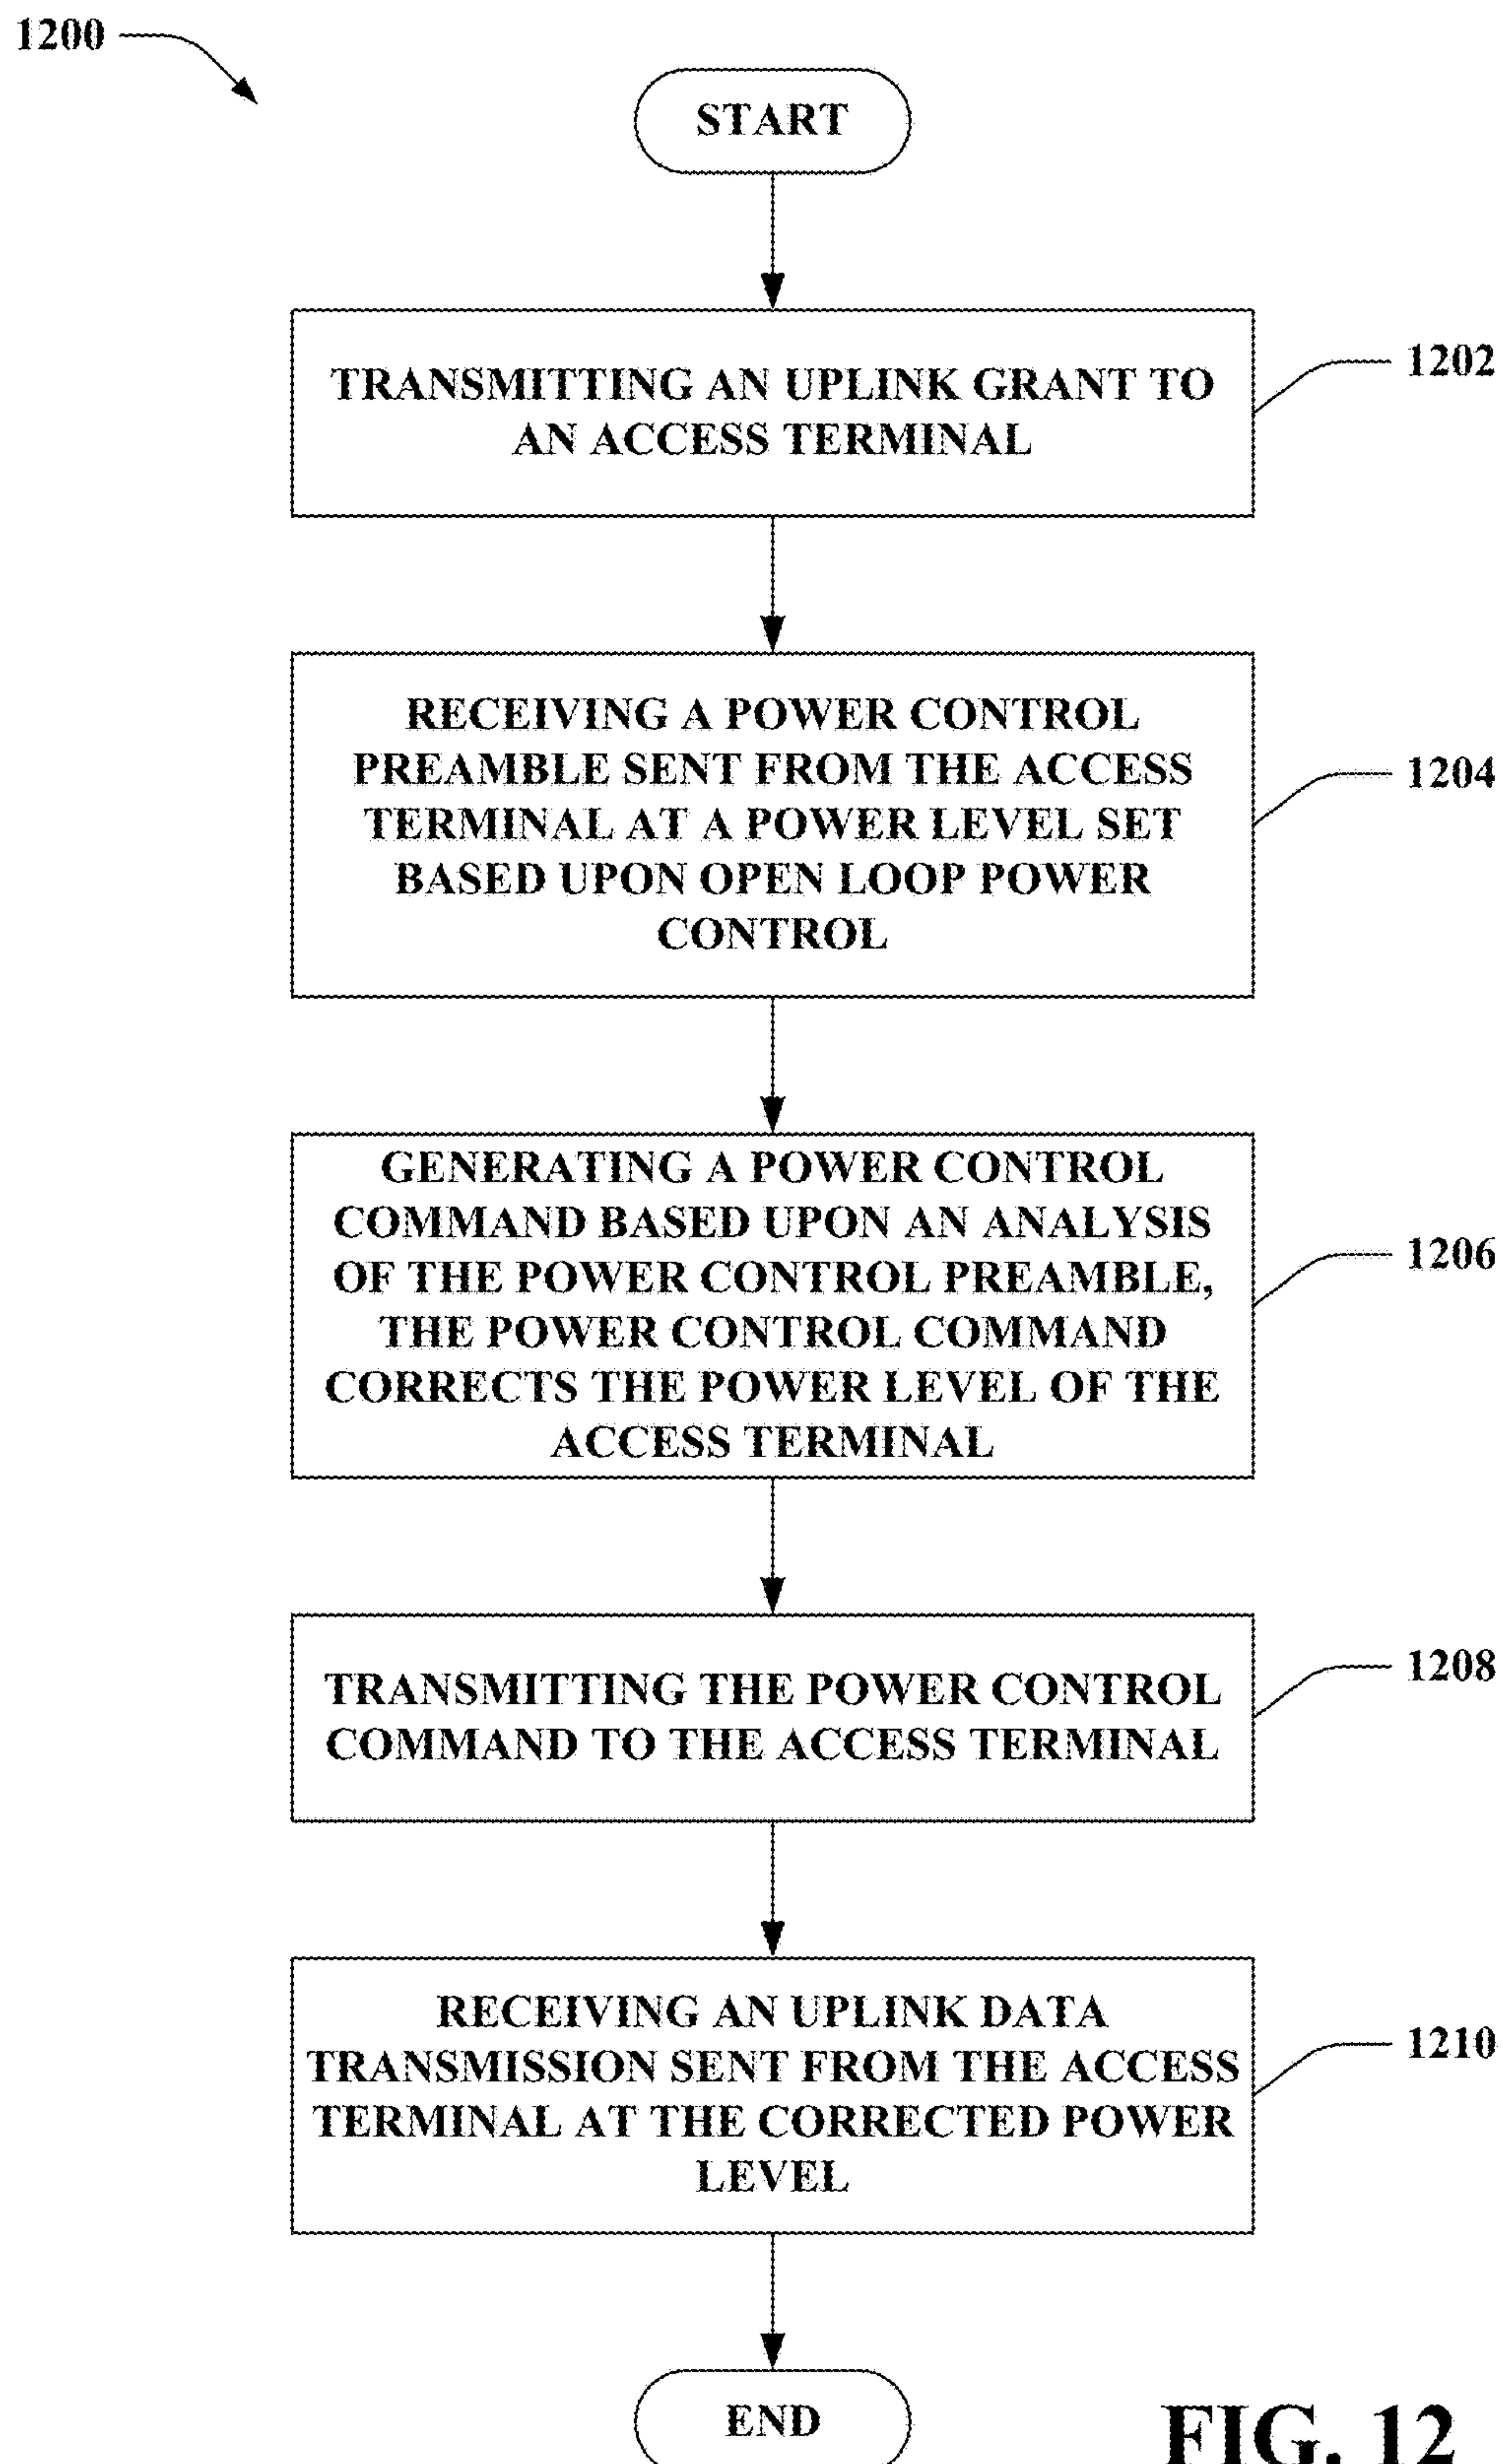 1200
START
TRANSMITTING AN UPLINK GRANT TO
AN ACCESS TERMINAL
1202
RECEIVING A POWER CONTROL
PREAMBLE SENT FROM THE ACCESS
TERMINAL AT A POWER LEVEL SET
BASED UPON OPEN LOOP POWER
CONTROL
1204
GENERATING A POWER CONTROL
COMMAND BASED UPON AN ANALYSIS
OF THE POWER CONTROL PREAMBLE,
THE POWER CONTROL COMMAND
CORRECTS THE POWER LEVEL OF THE
ACCESS TERMINAL
1206
TRANSMITTING THE POWER CONTROL
COMMAND TO THE ACCESS TERMINAL
1208
RECEIVING AN UPLINK DATA
TRANSMISSION SENT FROM THE ACCESS
TERMINAL AT THE CORRECTED POWER
LEVEL
1210
END
FIG. 12